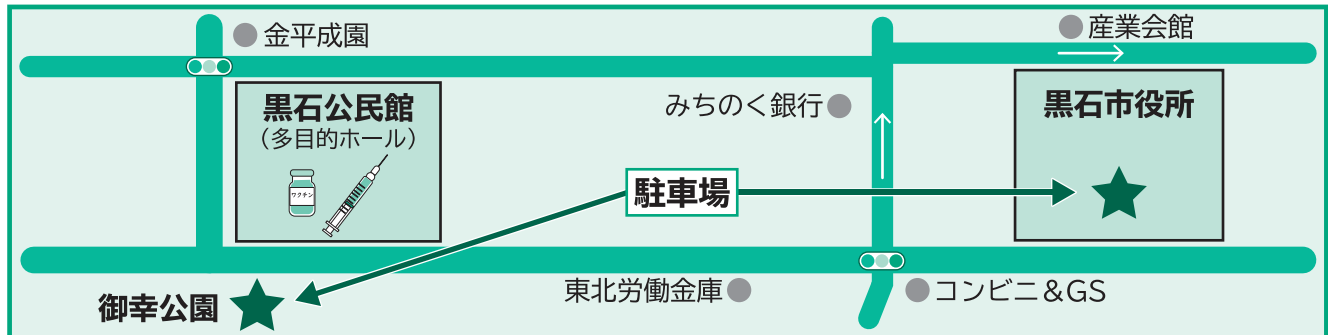 金平成園
産業会館
黒石公民館
(多目的ホール)
ワクチン
みちのく銀行
黒石市役所
駐車場
東北労働金庫
コンビニ&GS
御幸公園